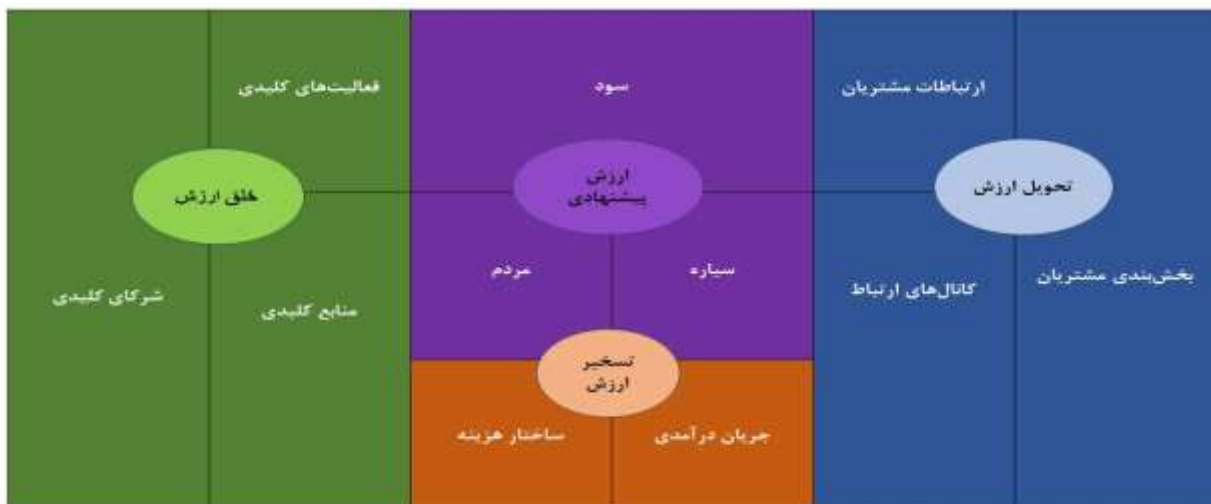 ارتباطات مشتریان
سود
فعالیت‌های کلیدی
تحویل ارزش
ارزش
پیشنهادی
خلق ارزش
بخش‌بندی مشتریان
کانال‌های ارتباط
سیاره
مردم
منابع کلیدی
شرکای کلیدی
تسخیر
ارزش
جریان درآمدی
ساختار هزینه